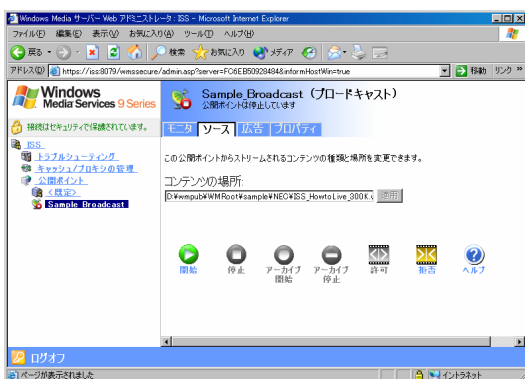 Windows Media サーバー Web アドミニストレータ : ISS - Microsoft Internet Explorer
ファイル(F) 編集(E) 表示(V) お気に入り(A) ツール(T) ヘルプ(H)
戻る 検索 お気に入り メディア
アドレス(D) https://iss:8079/wmssecure/admin.asp?server=FC6EB50928484&informHostWin=true 移動 リンク »
Windows
Media Services 9 Series
Sample Broadcast (ブロードキャスト)
公開ポイントは停止しています
接続はセキュリティで保護されています。
モニタ ソース 広告 プロパティ
ISS
トラブルシューティング
キャッシュ/プロキシの管理
公開ポイント
<既定>
Sample Broadcast
この公開ポイントからストリームされるコンテンツの種類と場所を変更できます。
コンテンツの場所:
D:¥wmpub¥WMRoot¥sample¥NEC¥ISS_HowtoLive_300K. 適用
開始 停止 アーカイブ開始 アーカイブ停止 許可 拒否 ヘルプ
ログオフ
ページが表示されました イントラネット